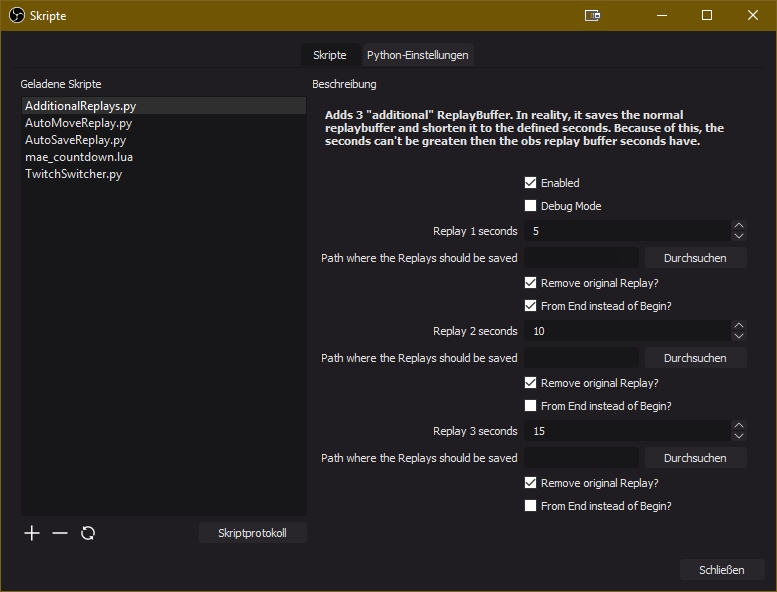 Skripte
Skripte Python-Einstellungen
Geladene Skripte
AdditionalReplays.py
AutoMoveReplay.py
AutoSaveReplay.py
mae_countdown.lua
TwitchSwitcher.py
Skriptprotokoll
Beschreibung
Adds 3 "additional" ReplayBuffer. In reality, it saves the normal
replaybuffer and shorten it to the defined seconds. Because of this, the
seconds can't be greaten then the obs replay buffer seconds have.
Enabled
Debug Mode
Replay 1 seconds 5
Path where the Replays should be saved Durchsuchen
Remove original Replay?
From End instead of Begin?
Replay 2 seconds 10
Path where the Replays should be saved Durchsuchen
Remove original Replay?
From End instead of Begin?
Replay 3 seconds 15
Path where the Replays should be saved Durchsuchen
Remove original Replay?
From End instead of Begin?
Schließen